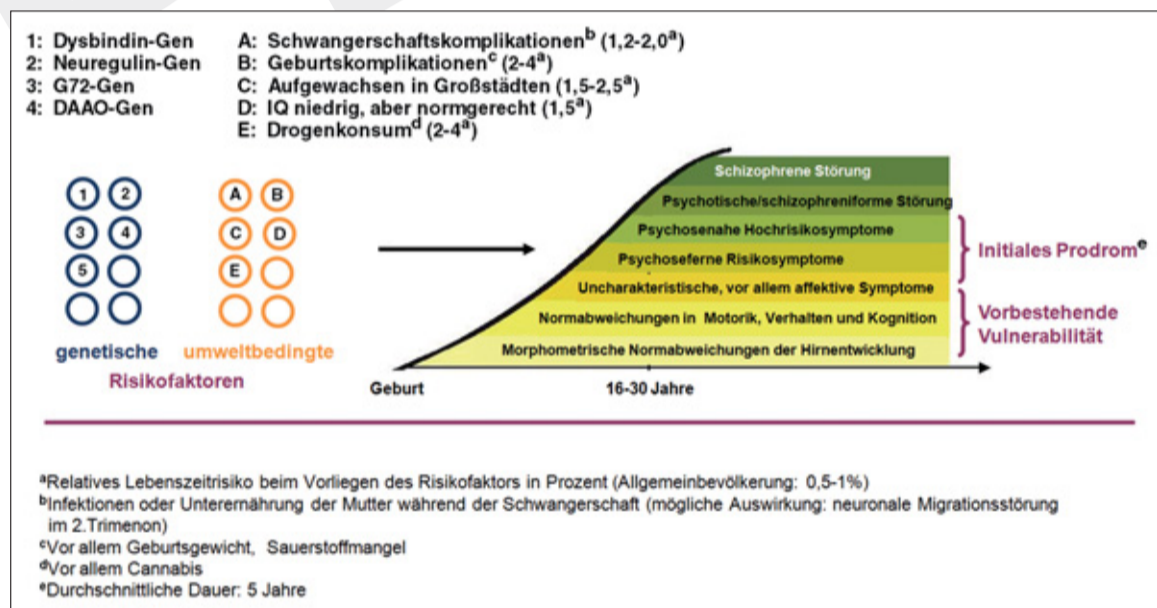 1: Dysbindin-Gen
2: Neuregulin-Gen
3: G72-Gen
4: DAAO-Gen
A: Schwangerschaftskomplikationenᵇ (1,2-2,0ᵃ)
B: Geburtskomplikationenᶜ (2-4ᵃ)
C: Aufgewachsen in Großstädten (1,5-2,5ᵃ)
D: IQ niedrig, aber normgerecht (1,5ᵃ)
E: Drogenkonsumᵈ (2-4ᵃ)
1 2
3 4
5
A B
C D
E
genetische umweltbedingte
Risikofaktoren
Schizophrene Störung
Psychotische/schizophreniforme Störung
Psychosenahe Hochrisikosymptome
Psychoseferne Risikosymptome
Uncharakteristische, vor allem affektive Symptome
Normabweichungen in Motorik, Verhalten und Kognition
Morphometrische Normabweichungen der Hirnentwicklung
Initiales Prodromᵉ
Vorbestehende
Vulnerabilität
Geburt 16-30 Jahre
ᵃRelatives Lebenszeitrisiko beim Vorliegen des Risikofaktors in Prozent (Allgemeinbevölkerung: 0,5-1%)
ᵇInfektionen oder Unterernährung der Mutter während der Schwangerschaft (mögliche Auswirkung: neuronale Migrationsstörung
im 2.Trimenon)
ᶜVor allem Geburtsgewicht, Sauerstoffmangel
ᵈVor allem Cannabis
ᵉDurchschnittliche Dauer: 5 Jahre